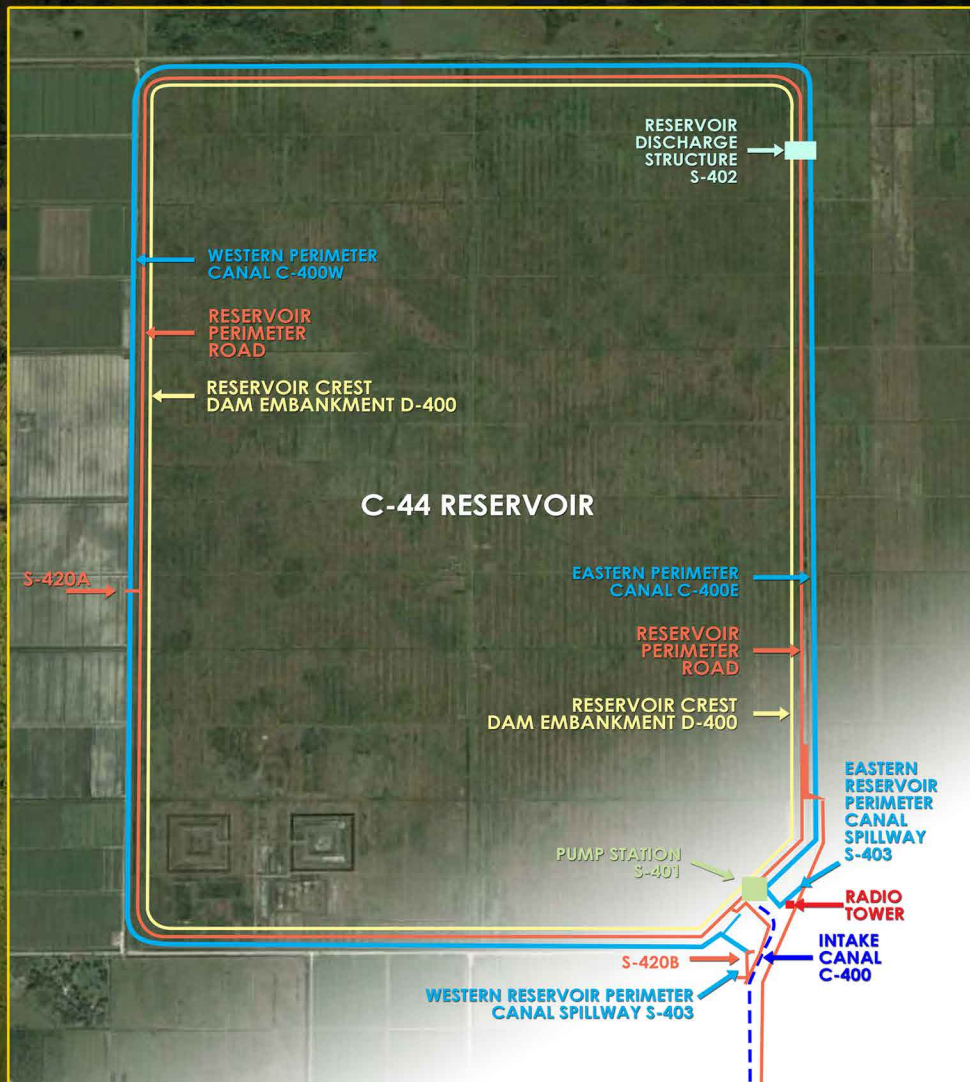 RESERVOIR
DISCHARGE
STRUCTURE
S-402
WESTERN PERIMETER
CANAL C-400W
RESERVOIR
PERIMETER
ROAD
RESERVOIR CREST
DAM EMBANKMENT D-400
C-44 RESERVOIR
S-420A
EASTERN PERIMETER
CANAL C-400E
RESERVOIR
PERIMETER
ROAD
RESERVOIR CREST
DAM EMBANKMENT D-400
EASTERN
RESERVOIR
PERIMETER
CANAL
SPILLWAY
S-403
PUMP STATION
S-401
RADIO
TOWER
INTAKE
CANAL
C-400
S-420B
WESTERN RESERVOIR PERIMETER
CANAL SPILLWAY S-403